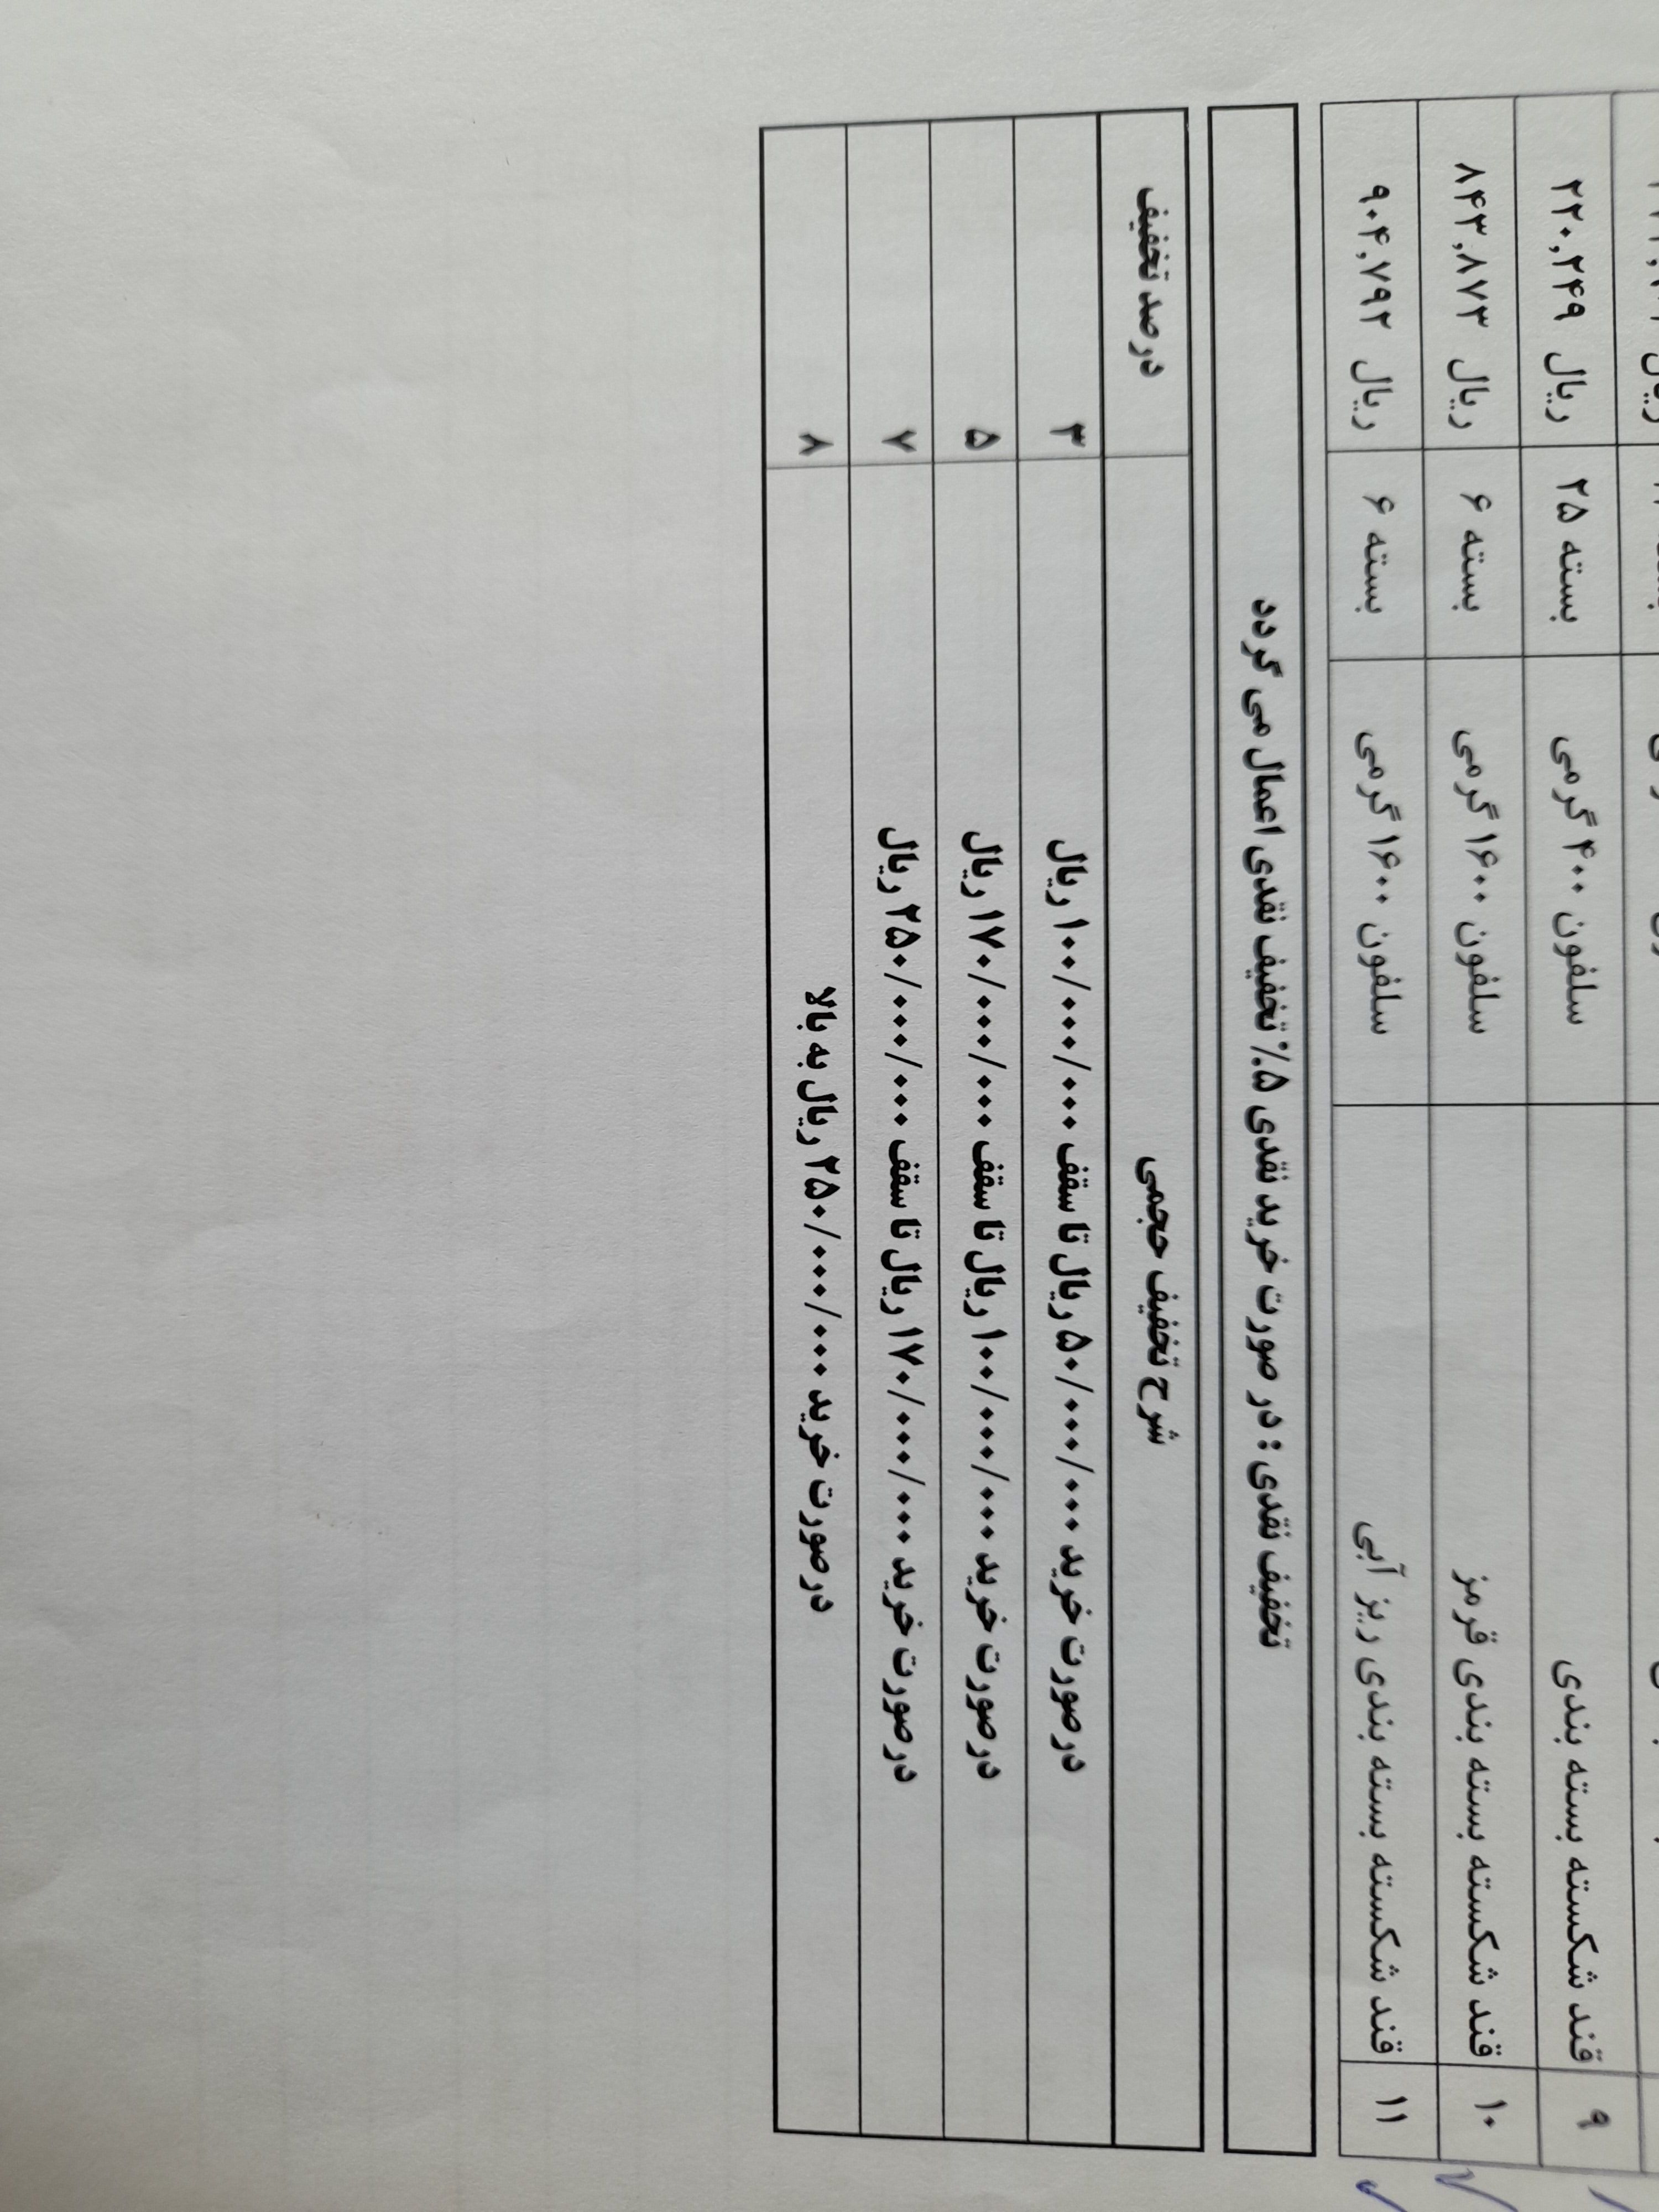 ۹ قند شکسته بسته بندی سلفون ۴۰۰ گرمی بسته ۲۵ ریال ۲۲۰,۲۴۹
۱۰ قند شکسته بسته بندی قرمز سلفون ۱۶۰۰ گرمی بسته ۶ ریال ۸۴۳,۸۷۳
۱۱ قند شکسته بسته بندی ریز آبی سلفون ۱۶۰۰ گرمی بسته ۶ ریال ۹۰۴,۷۹۲
تخفیف نقدی : در صورت خرید نقدی ۵٪ تخفیف نقدی اعمال می گردد
شرح تخفیف حجمی درصد تخفیف
درصورت خرید ۵۰/۰۰۰/۰۰۰ ریال تا سقف ۱۰۰/۰۰۰/۰۰۰ ریال ۳
درصورت خرید ۱۰۰/۰۰۰/۰۰۰ ریال تا سقف ۱۷۰/۰۰۰/۰۰۰ ریال ۵
درصورت خرید ۱۷۰/۰۰۰/۰۰۰ ریال تا سقف ۲۵۰/۰۰۰/۰۰۰ ریال ۷
درصورت خرید ۲۵۰/۰۰۰/۰۰۰ ریال به بالا ۸